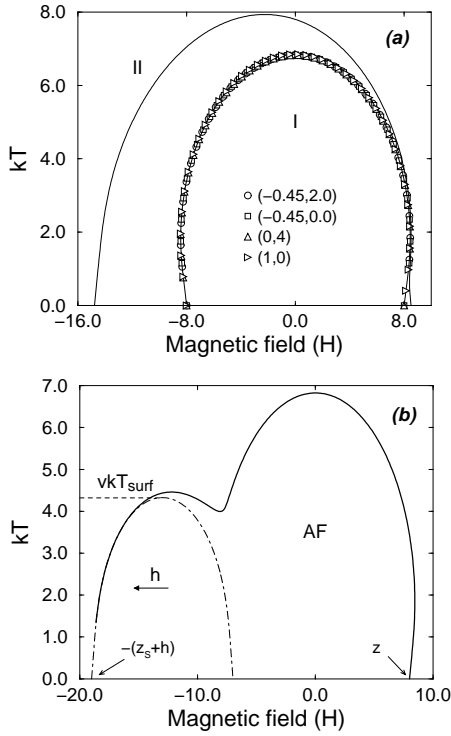 8.0
(a)
II
6.0
I
kT
4.0
(−0.45,2.0)
(−0.45,0.0)
2.0
(0,4)
(1,0)
0.0
−16.0 −8.0 0.0 8.0
Magnetic field (H)
7.0
(b)
6.0
5.0
vkTsurf
4.0
kT
AF
3.0
h
2.0
1.0
−(zs+h) z
0.0
−20.0 −10.0 0.0 10.0
Magnetic field (H)